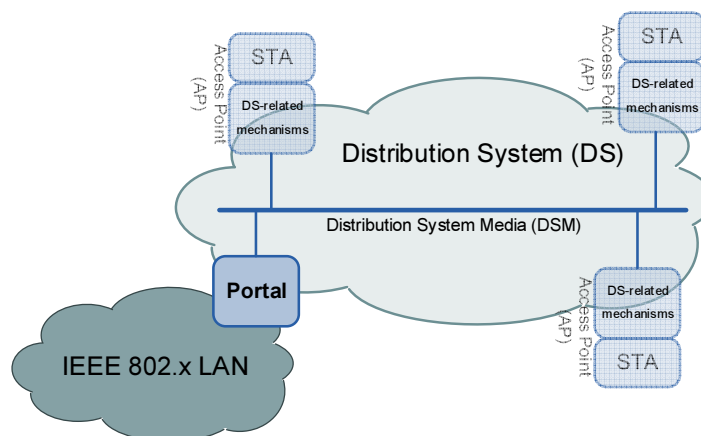 STA
Access Point
(AP)
DS-related
mechanisms
STA
Access Point
(AP)
DS-related
mechanisms
Distribution System (DS)
Distribution System Media (DSM)
Portal
IEEE 802.x LAN
DS-related
mechanisms
Access Point
(AP)
STA